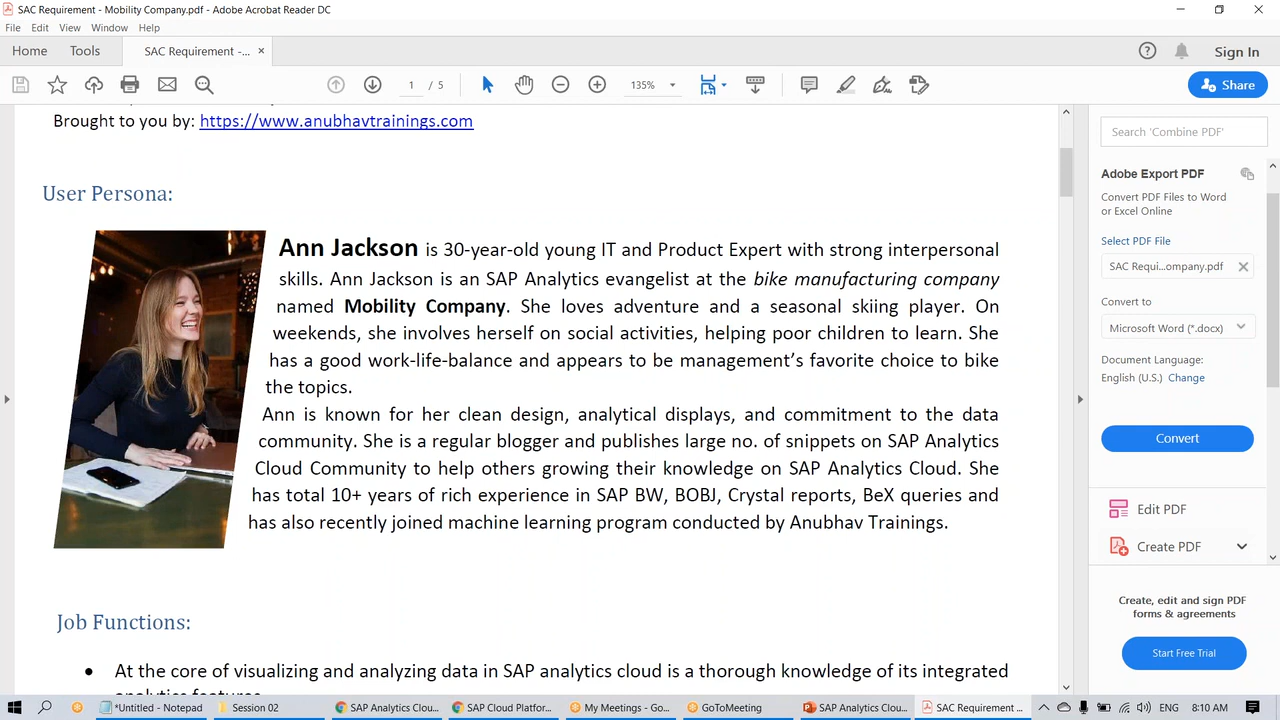 SAC Requirement - Mobility Company.pdf - Adobe Acrobat Reader DC
File Edit View Window Help
Home Tools SAC Requirement -... ×
Sign In
1 / 5 135% Share
Brought to you by: https://www.anubhavtrainings.com
User Persona:
Ann Jackson is 30-year-old young IT and Product Expert with strong interpersonal
skills. Ann Jackson is an SAP Analytics evangelist at the bike manufacturing company
named Mobility Company. She loves adventure and a seasonal skiing player. On
weekends, she involves herself on social activities, helping poor children to learn. She
has a good work-life-balance and appears to be management’s favorite choice to bike
the topics.
Ann is known for her clean design, analytical displays, and commitment to the data
community. She is a regular blogger and publishes large no. of snippets on SAP Analytics
Cloud Community to help others growing their knowledge on SAP Analytics Cloud. She
has total 10+ years of rich experience in SAP BW, BOBJ, Crystal reports, BeX queries and
has also recently joined machine learning program conducted by Anubhav Trainings.
Job Functions:
• At the core of visualizing and analyzing data in SAP analytics cloud is a thorough knowledge of its integrated
analytics features
Search 'Combine PDF'
Adobe Export PDF
Convert PDF Files to Word
or Excel Online
Select PDF File
SAC Requi...ompany.pdf
Convert to
Microsoft Word (*.docx)
Document Language:
English (U.S.) Change
Convert
Edit PDF
Create PDF
Create, edit and sign PDF
forms & agreements
Start Free Trial
*Untitled - Notepad Session 02 SAP Analytics Clou... SAP Cloud Platfor... My Meetings - Go... GoToMeeting SAP Analytics Clou... SAC Requirement ... ENG 8:10 AM